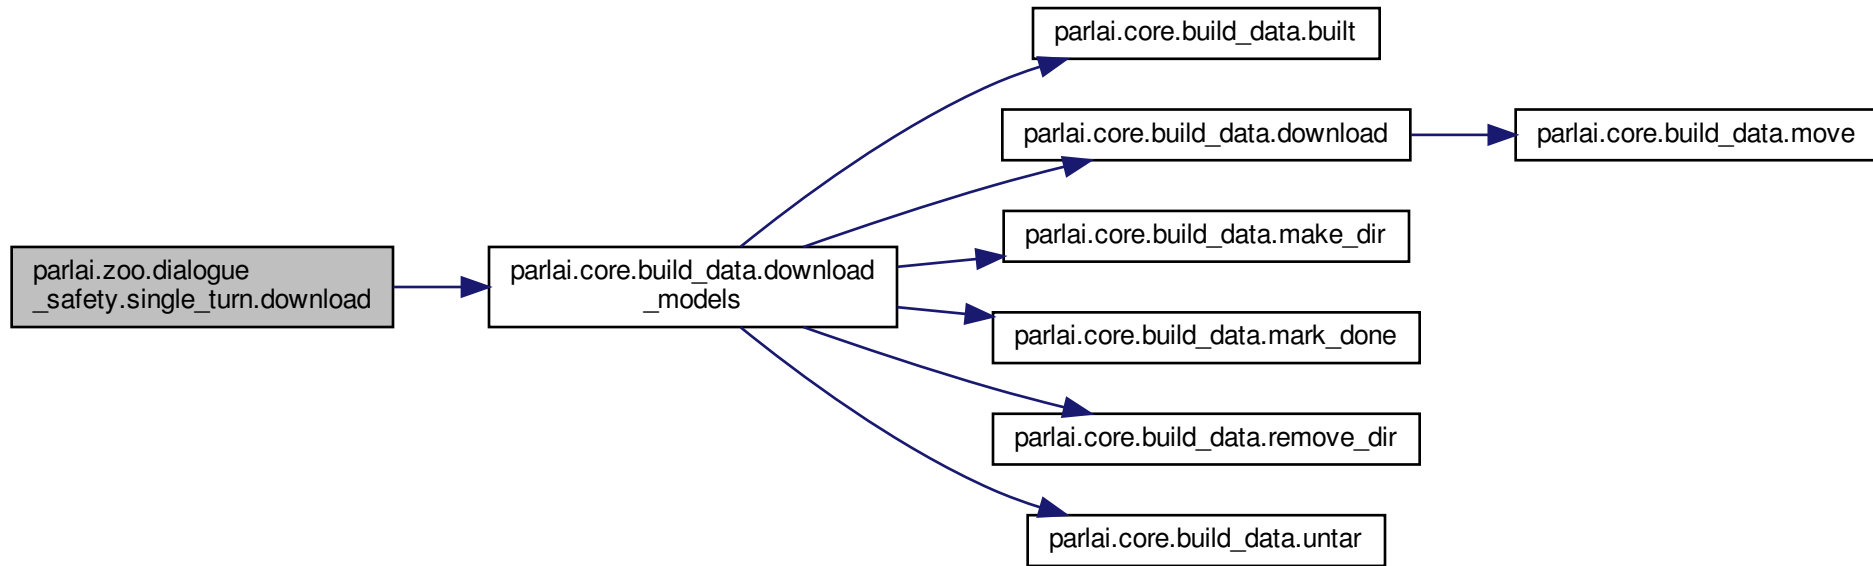 parlai.zoo.dialogue
_safety.single_turn.download
parlai.core.build_data.download
_models
parlai.core.build_data.built
parlai.core.build_data.download
parlai.core.build_data.move
parlai.core.build_data.make_dir
parlai.core.build_data.mark_done
parlai.core.build_data.remove_dir
parlai.core.build_data.untar